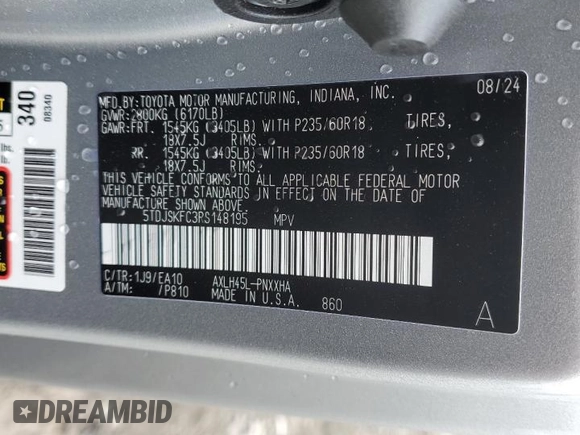 MFD.BY:TOYOTA MOTOR MANUFACTURING, INDIANA, INC. 08/24
GVWR: 2800KG (6170LB)
GAWR:FRT. 1545KG (3405LB) WITH P235/60R18 TIRES,
18X7.5J RIMS.
RR. 1545KG (3405LB) WITH P235/60R18 TIRES,
18X7.5J RIMS.
THIS VEHICLE CONFORMS TO ALL APPLICABLE FEDERAL MOTOR
VEHICLE SAFETY STANDARDS IN EFFECT ON THE DATE OF
MANUFACTURE SHOWN ABOVE.
5TDJSKFC3PS148195 MPV
C/TR:1J9/EA10 AXLH45L-PNXXHA
A/TM: /P810 MADE IN U.S.A. 860
A
340
08340
DREAMBID